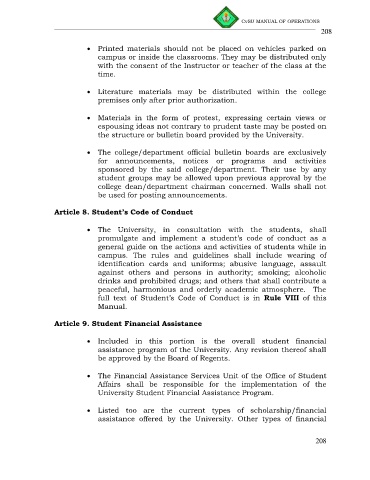 CvSU MANUAL OF OPERATIONS
208
• Printed materials should not be placed on vehicles parked on
campus or inside the classrooms. They may be distributed only
with the consent of the Instructor or teacher of the class at the
time.
• Literature materials may be distributed within the college
premises only after prior authorization.
• Materials in the form of protest, expressing certain views or
espousing ideas not contrary to prudent taste may be posted on
the structure or bulletin board provided by the University.
• The college/department official bulletin boards are exclusively
for announcements, notices or programs and activities
sponsored by the said college/department. Their use by any
student groups may be allowed upon previous approval by the
college dean/department chairman concerned. Walls shall not
be used for posting announcements.
Article 8. Student's Code of Conduct
• The University, in consultation with the students, shall
promulgate and implement a student's code of conduct as a
general guide on the actions and activities of students while in
campus. The rules and guidelines shall include wearing of
identification cards and uniforms; abusive language, assault
against others and persons in authority; smoking; alcoholic
drinks and prohibited drugs; and others that shall contribute a
peaceful, harmonious and orderly academic atmosphere. The
full text of Student's Code of Conduct is in Rule VIII of this
Manual.
Article 9. Student Financial Assistance
• Included in this portion is the overall student financial
assistance program of the University. Any revision thereof shall
be approved by the Board of Regents.
• The Financial Assistance Services Unit of the Office of Student
Affairs shall be responsible for the implementation of the
University Student Financial Assistance Program.
• Listed too are the current types of scholarship/financial
assistance offered by the University. Other types of financial
208